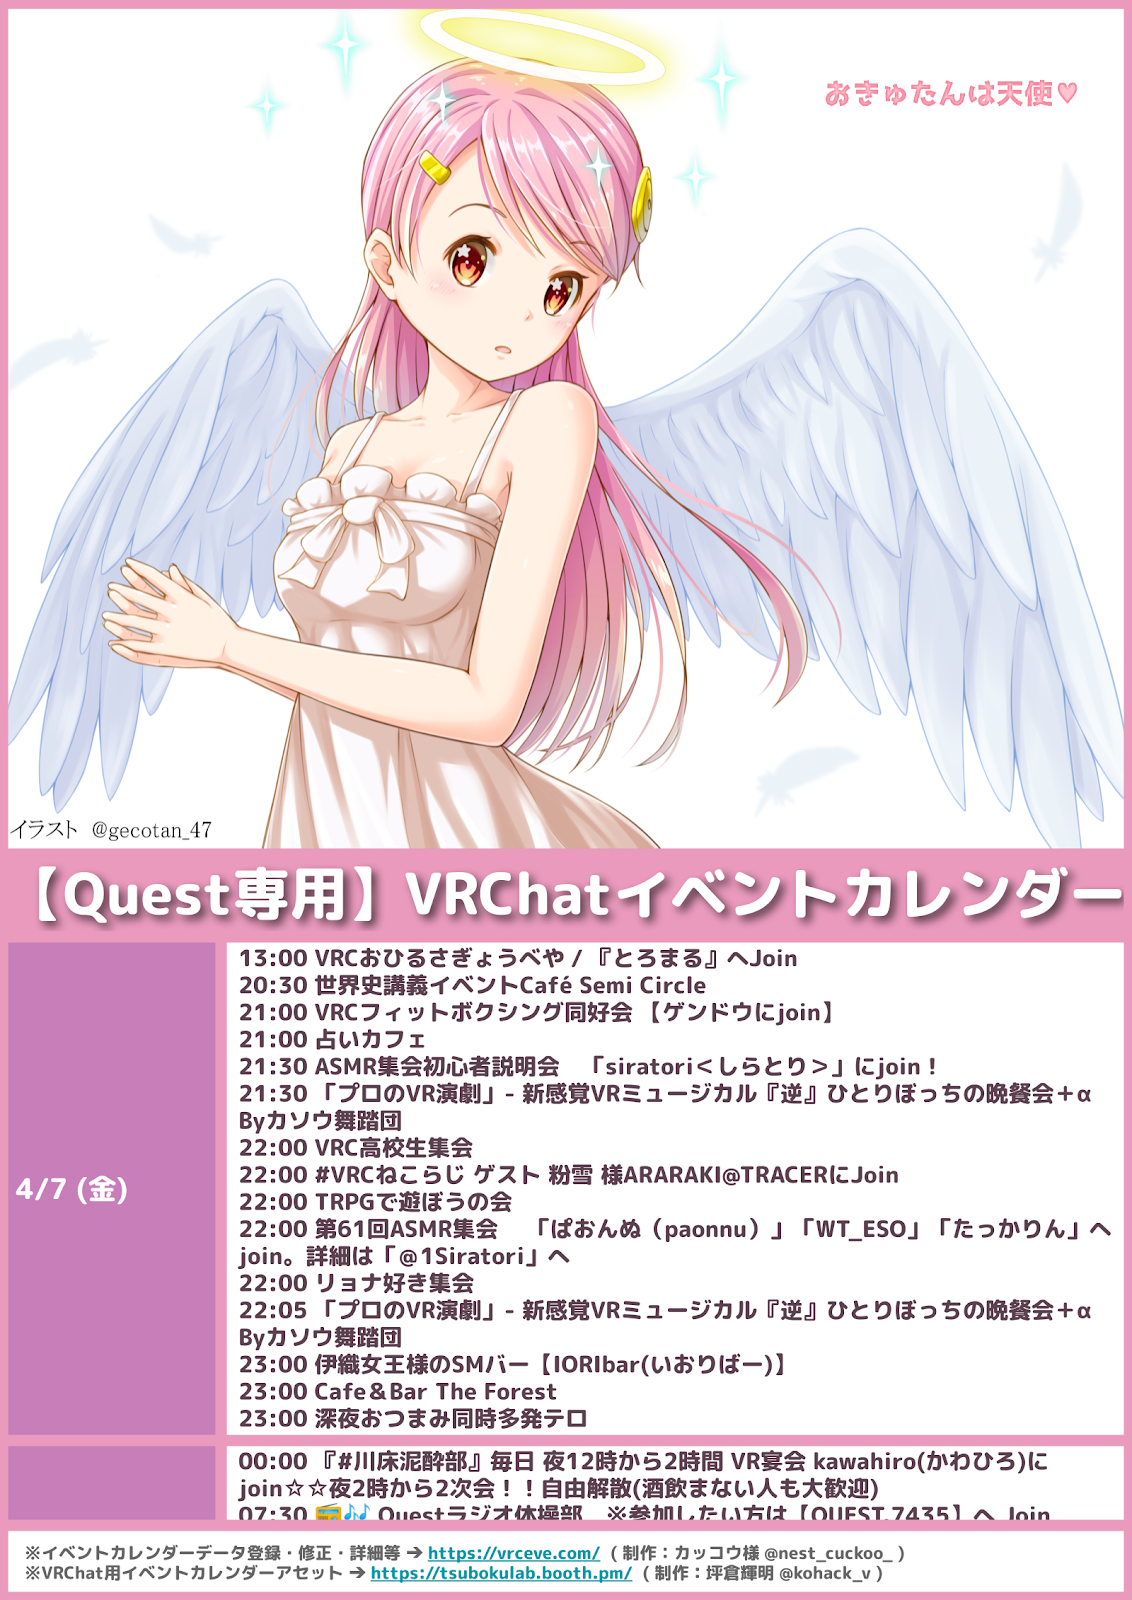 おきゅたんは天使♥
イラスト @gecotan_47
【Quest専用】VRChatイベントカレンダー
4/7 (金)
13:00 VRCおひるさぎょうべや / 『とろまる』へJoin
20:30 世界史講義イベントCafé Semi Circle
21:00 VRCフィットボクシング同好会 【ゲンドウにjoin】
21:00 占いカフェ
21:30 ASMR集会初心者説明会　「siratori＜しらとり＞」にjoin！
21:30 「プロのVR演劇」- 新感覚VRミュージカル『逆』ひとりぼっちの晩餐会＋α
Byカソウ舞踏団
22:00 VRC高校生集会
22:00 #VRCねこらじ ゲスト 粉雪 様ARARAKI@TRACERにJoin
22:00 TRPGで遊ぼうの会
22:00 第61回ASMR集会　「ぱおんぬ（paonnu）」「WT_ESO」「たっかりん」へ
join。詳細は「@1Siratori」へ
22:00 リョナ好き集会
22:05 「プロのVR演劇」- 新感覚VRミュージカル『逆』ひとりぼっちの晩餐会＋α
Byカソウ舞踏団
23:00 伊織女王様のSMバー【IORIbar(いおりばー)】
23:00 Cafe＆Bar The Forest
23:00 深夜おつまみ同時多発テロ
00:00 『#川床泥酔部』毎日 夜12時から2時間 VR宴会 kawahiro(かわひろ)に
join☆☆夜2時から2次会！！自由解散(酒飲まない人も大歓迎)
07:30 📻🎶 Questラジオ体操部　※参加したい方は【QUEST.7435】へ Join
※イベントカレンダーデータ登録・修正・詳細等 ➔ https://vrceve.com/ ( 制作：カッコウ様 @nest_cuckoo_ )
※VRChat用イベントカレンダーアセット ➔ https://tsubokulab.booth.pm/ ( 制作：坪倉輝明 @kohack_v )